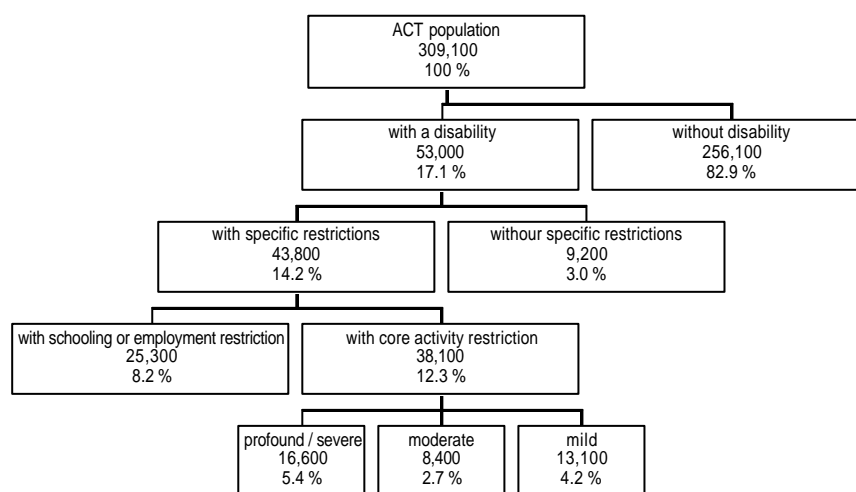 ACT population
309,100
100 %
with a disability
53,000
17.1 %
without disability
256,100
82.9 %
with specific restrictions
43,800
14.2 %
withour specific restrictions
9,200
3.0 %
with schooling or employment restriction
25,300
8.2 %
with core activity restriction
38,100
12.3 %
profound / severe
16,600
5.4 %
moderate
8,400
2.7 %
mild
13,100
4.2 %